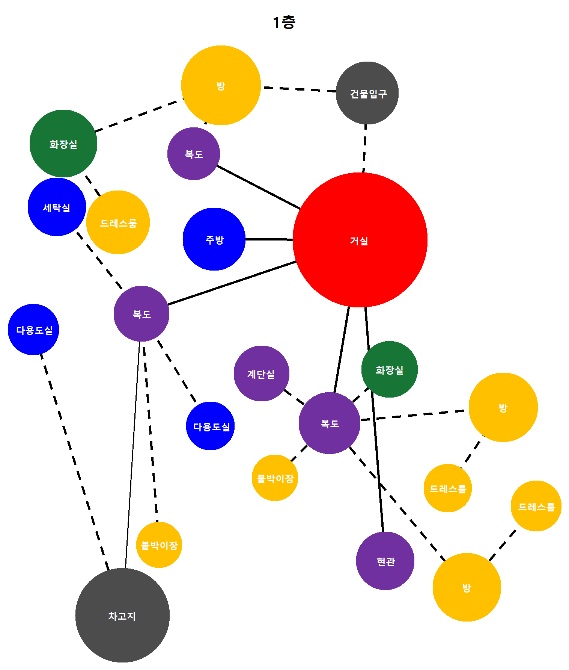 1층
방
건물입구
화장실
복도
세탁실
드레스룸
주방
거실
복도
다용도실
계단실
화장실
방
복도
다용도실
붙박이장
드레스룸
드레스룸
붙박이장
현관
방
차고지